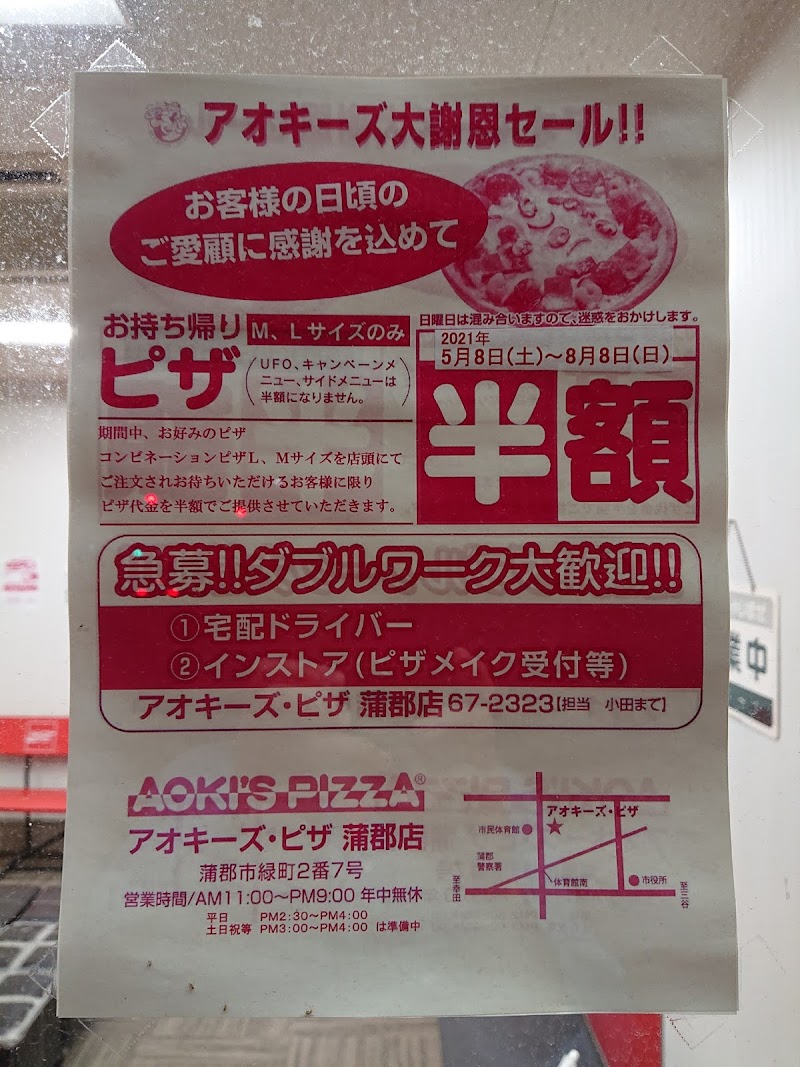 アオキーズ大謝恩セール!!
お客様の日頃の
ご愛顧に感謝を込めて
日曜日は混み合いますので、迷惑をおかけします。
お持ち帰り M、Lサイズのみ
ピザ
UFO、キャンペーンメ
ニュー、サイドメニューは
半額になりません。
2021年
5月8日(土)～8月8日(日)
半額
期間中、お好みのピザ
コンビネーションピザL、Mサイズを店頭にて
ご注文されお待ちいただけるお客様に限り
ピザ代金を半額でご提供させていただきます。
急募!!ダブルワーク大歓迎!!
①宅配ドライバー
②インストア(ピザメイク受付等)
アオキーズ・ピザ 蒲郡店 67-2323【担当 小田まで】
AOKI'S PIZZA®
アオキーズ・ピザ 蒲郡店
蒲郡市緑町2番7号
営業時間/AM11:00～PM9:00 年中無休
平日 PM2:30～PM4:00
土日祝等 PM3:00～PM4:00 は準備中
アオキーズ・ピザ
市民体育館
蒲郡
警察署
体育館南
市役所
至幸田
至三谷
業中